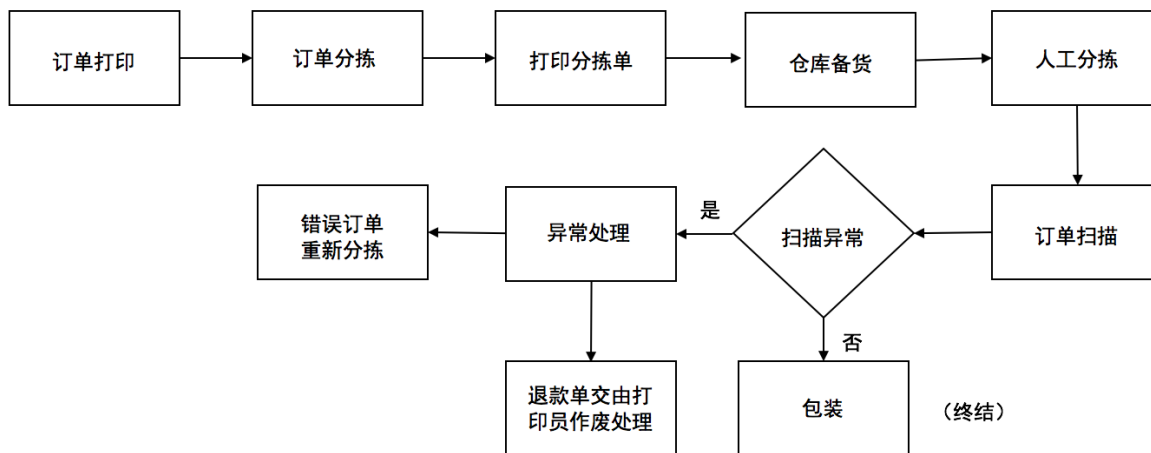 订单打印
订单分拣
打印分拣单
仓库备货
人工分拣
错误订单
重新分拣
异常处理
是
扫描异常
订单扫描
否
退款单交由打
印员作废处理
包装
（终结）